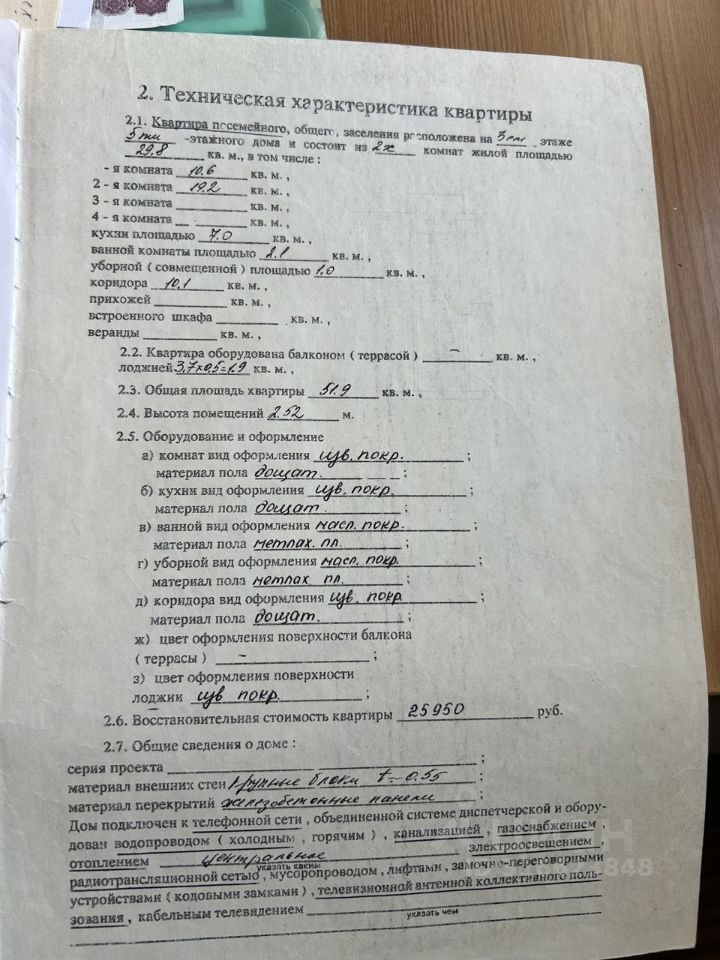 2. Техническая характеристика квартиры
2.1. Квартира посемейного, общего, заселения расположена на 3ем этаже
5ти -этажного дома и состоит из 2х комнат жилой площадью
29,8 кв. м., в том числе :
- я комната 10.6 кв. м. ,
2 - я комната 19.2 кв. м. ,
3 - я комната кв. м. ,
4 - я комната - кв. м. ,
кухни площадью 7.0 кв. м. ,
ванной комнаты площадью 2.1 кв. м. ,
уборной ( совмещенной ) площадью 1.0 кв. м. ,
коридора 10,1 кв. м. ,
прихожей кв. м. ,
встроенного шкафа кв. м. ,
веранды кв. м. ,
2.2. Квартира оборудована балконом ( террасой ) - кв. м. ,
лоджией 3,7х0,5=1.9 кв. м. ,
2.3. Общая площадь квартиры 51.9 кв. м. ,
2.4. Высота помещений 2.52 м.
2.5. Оборудование и оформление
а) комнат вид оформления изв. покр. ;
материал пола дощат. ;
б) кухни вид оформления изв. покр. ;
материал пола дощат. ;
в) ванной вид оформления масл. покр. ;
материал пола метлах. пл. ;
г) уборной вид оформления масл. покр. ;
материал пола метлах. пл. ;
д) коридора вид оформления изв. покр. ;
материал пола дощат. ;
ж) цвет оформления поверхности балкона
( террасы ) - ;
з) цвет оформления поверхности
лоджии изв покр. ;
2.6. Восстановительная стоимость квартиры 25950 руб.
2.7. Общие сведения о доме :
серия проекта ;
материал внешних стен крупные блоки t=0.55 ;
материал перекрытий железобетонные панели ;
Дом подключен к телефонной сети , объединенной системе диспетчерской и обору-
дован водопроводом ( холодным , горячим ) , канализацией , газоснабжением ,
отоплением центральное электроосвещением ,
указать каким
радиотрансляционной сетью , мусоропроводом , лифтами , замочно-переговорными
устройствами ( кодовыми замками ) , телевизионной антенной коллективного поль-
зования , кабельным телевидением
указать чем